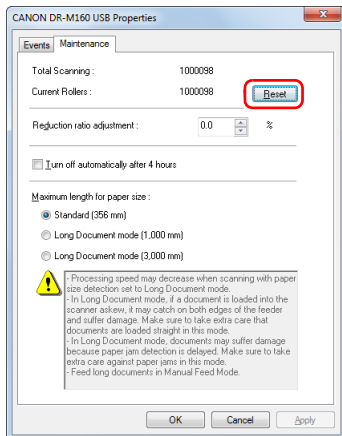 CANON DR-M160 USB Properties
Events Maintenance
Total Scanning : 1000098
Current Rollers : 1000098 Reset
Reduction ratio adjustment : 0.0 %
Turn off automatically after 4 hours
Maximum length for paper size :
Standard (356 mm)
Long Document mode (1,000 mm)
Long Document mode (3,000 mm)
- Processing speed may decrease when scanning with paper
size detection set to Long Document mode.
- In Long Document mode, if a document is loaded into the
scanner askew, it may catch on both edges of the feeder
and suffer damage. Make sure to take extra care that
documents are loaded straight in this mode.
- In Long Document mode, documents may suffer damage
because paper jam detection is delayed. Make sure to take
extra care against paper jams in this mode.
- Feed long documents in Manual Feed Mode.
OK Cancel Apply